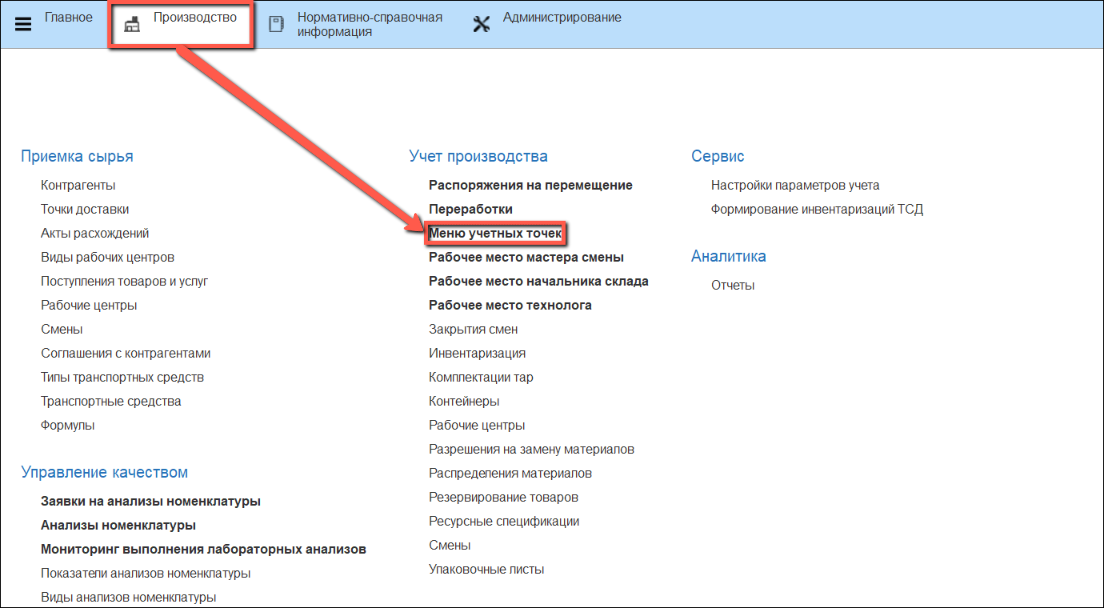 Главное
Производство
Нормативно-справочная
информация
Администрирование
Приемка сырья
Контрагенты
Точки доставки
Акты расхождений
Виды рабочих центров
Поступления товаров и услуг
Рабочие центры
Смены
Соглашения с контрагентами
Типы транспортных средств
Транспортные средства
Формулы
Управление качеством
Заявки на анализы номенклатуры
Анализы номенклатуры
Мониторинг выполнения лабораторных анализов
Показатели анализов номенклатуры
Виды анализов номенклатуры
Учет производства
Распоряжения на перемещение
Переработки
Меню учетных точек
Рабочее место мастера смены
Рабочее место начальника склада
Рабочее место технолога
Закрытия смен
Инвентаризация
Комплектации тар
Контейнеры
Рабочие центры
Разрешения на замену материалов
Распределения материалов
Резервирование товаров
Ресурсные спецификации
Смены
Упаковочные листы
Сервис
Настройки параметров учета
Формирование инвентаризаций ТСД
Аналитика
Отчеты